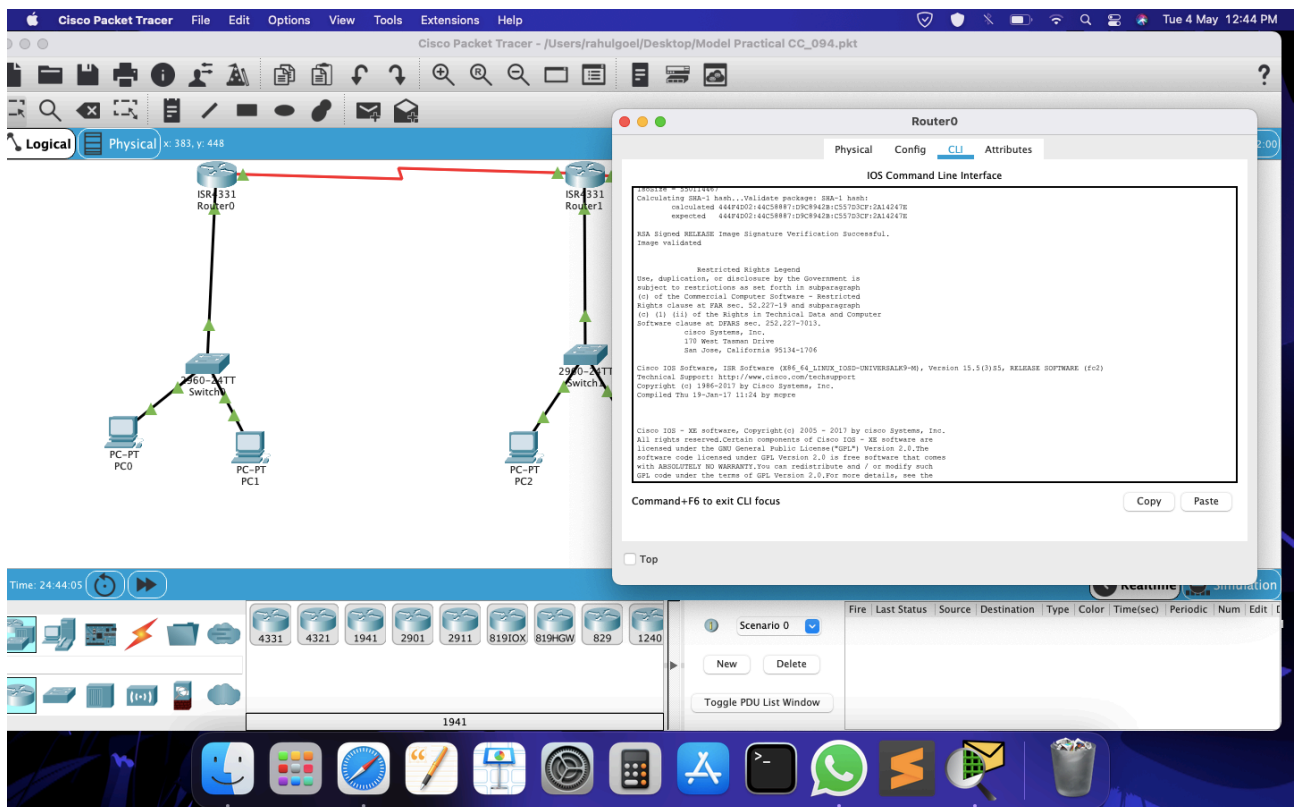 Cisco Packet Tracer File Edit Options View Tools Extensions Help Tue 4 May 12:44 PM
Cisco Packet Tracer - /Users/rahulgoel/Desktop/Model Practical CC_094.pkt
?
Logical Physical x: 383, y: 448 2:00
ISR4331
Router0
ISR4331
Router1
2960-24TT
Switch0
2960-24TT
Switch1
PC-PT
PC0
PC-PT
PC1
PC-PT
PC2
Router0
Physical Config CLI Attributes
IOS Command Line Interface
IsoSize = 550114467
Calculating SHA-1 hash...Validate package: SHA-1 hash:
calculated 444F4D02:44C58887:D9C8942B:C557D3CF:2A14247E
expected 444F4D02:44C58887:D9C8942B:C557D3CF:2A14247E
RSA Signed RELEASE Image Signature Verification Successful.
Image validated
Restricted Rights Legend
Use, duplication, or disclosure by the Government is
subject to restrictions as set forth in subparagraph
(c) of the Commercial Computer Software - Restricted
Rights clause at FAR sec. 52.227-19 and subparagraph
(c) (1) (ii) of the Rights in Technical Data and Computer
Software clause at DFARS sec. 252.227-7013.
cisco Systems, Inc.
170 West Tasman Drive
San Jose, California 95134-1706
Cisco IOS Software, ISR Software (X86_64_LINUX_IOSD-UNIVERSALK9-M), Version 15.5(3)S5, RELEASE SOFTWARE (fc2)
Technical Support: http://www.cisco.com/techsupport
Copyright (c) 1986-2017 by Cisco Systems, Inc.
Compiled Thu 19-Jan-17 11:24 by mcpre
Cisco IOS - XE software, Copyright(c) 2005 - 2017 by cisco Systems, Inc.
All rights reserved.Certain components of Cisco IOS - XE software are
licensed under the GNU General Public License("GPL") Version 2.0.The
software code licensed under GPL Version 2.0 is free software that comes
with ABSOLUTELY NO WARRANTY.You can redistribute and / or modify such
GPL code under the terms of GPL Version 2.0.For more details, see the
Command+F6 to exit CLI focus Copy Paste
Top
Time: 24:44:05 Realtime Simulation
4331 4321 1941 2901 2911 819IOX 819HGW 829 1240
1941
Scenario 0
New Delete
Toggle PDU List Window
Fire Last Status Source Destination Type Color Time(sec) Periodic Num Edit